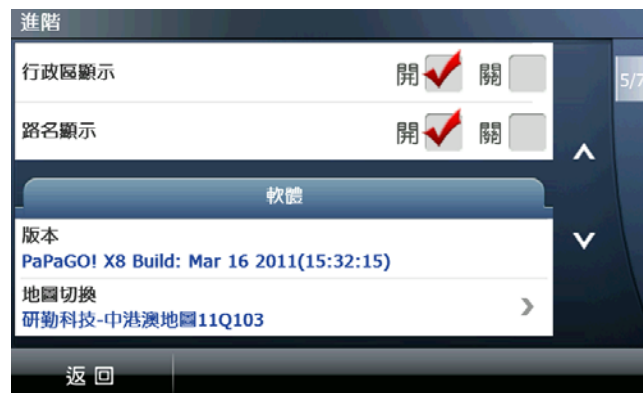 進階
行政區顯示 開 關
5/7
路名顯示 開 關
軟體
版本
PaPaGO! X8 Build: Mar 16 2011(15:32:15)
地圖切換
研勤科技-中港澳地圖11Q103
返回